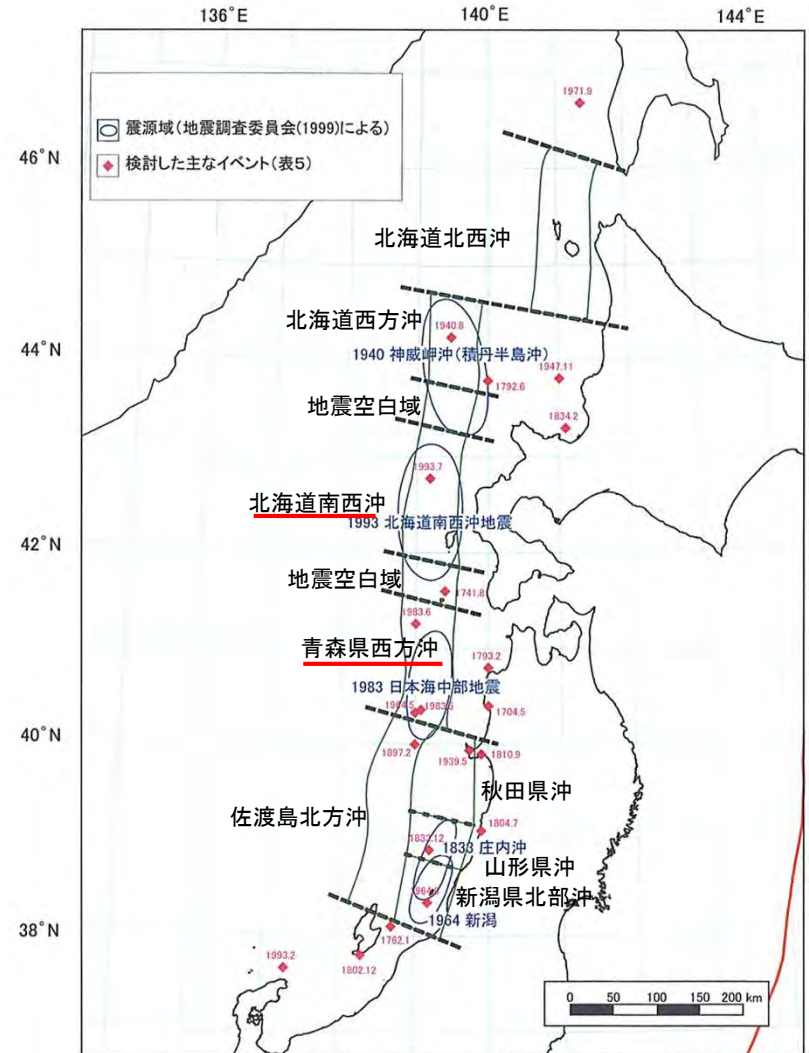 136°E
140°E
144°E
震源域(地震調査委員会(1999)による)
検討した主なイベント(表5)
1971.9
46°N
北海道北西沖
北海道西方沖
1940.8
44°N
1940 神威岬沖(積丹半島沖)
1947.11
1792.6
地震空白域
1834.2
1993.7
北海道南西沖
1993 北海道南西沖地震
42°N
地震空白域
1741.8
1983.6
青森県西方沖
1793.2
1983 日本海中部地震
1964.5
1983.5
1704.5
40°N
1897.2
1939.5
1810.9
秋田県沖
佐渡島北方沖
1804.7
1833.12
1833 庄内沖
山形県沖
新潟県北部沖
1964 新潟
38°N
1762.1
1993.2
1802.12
0 50 100 150 200 km